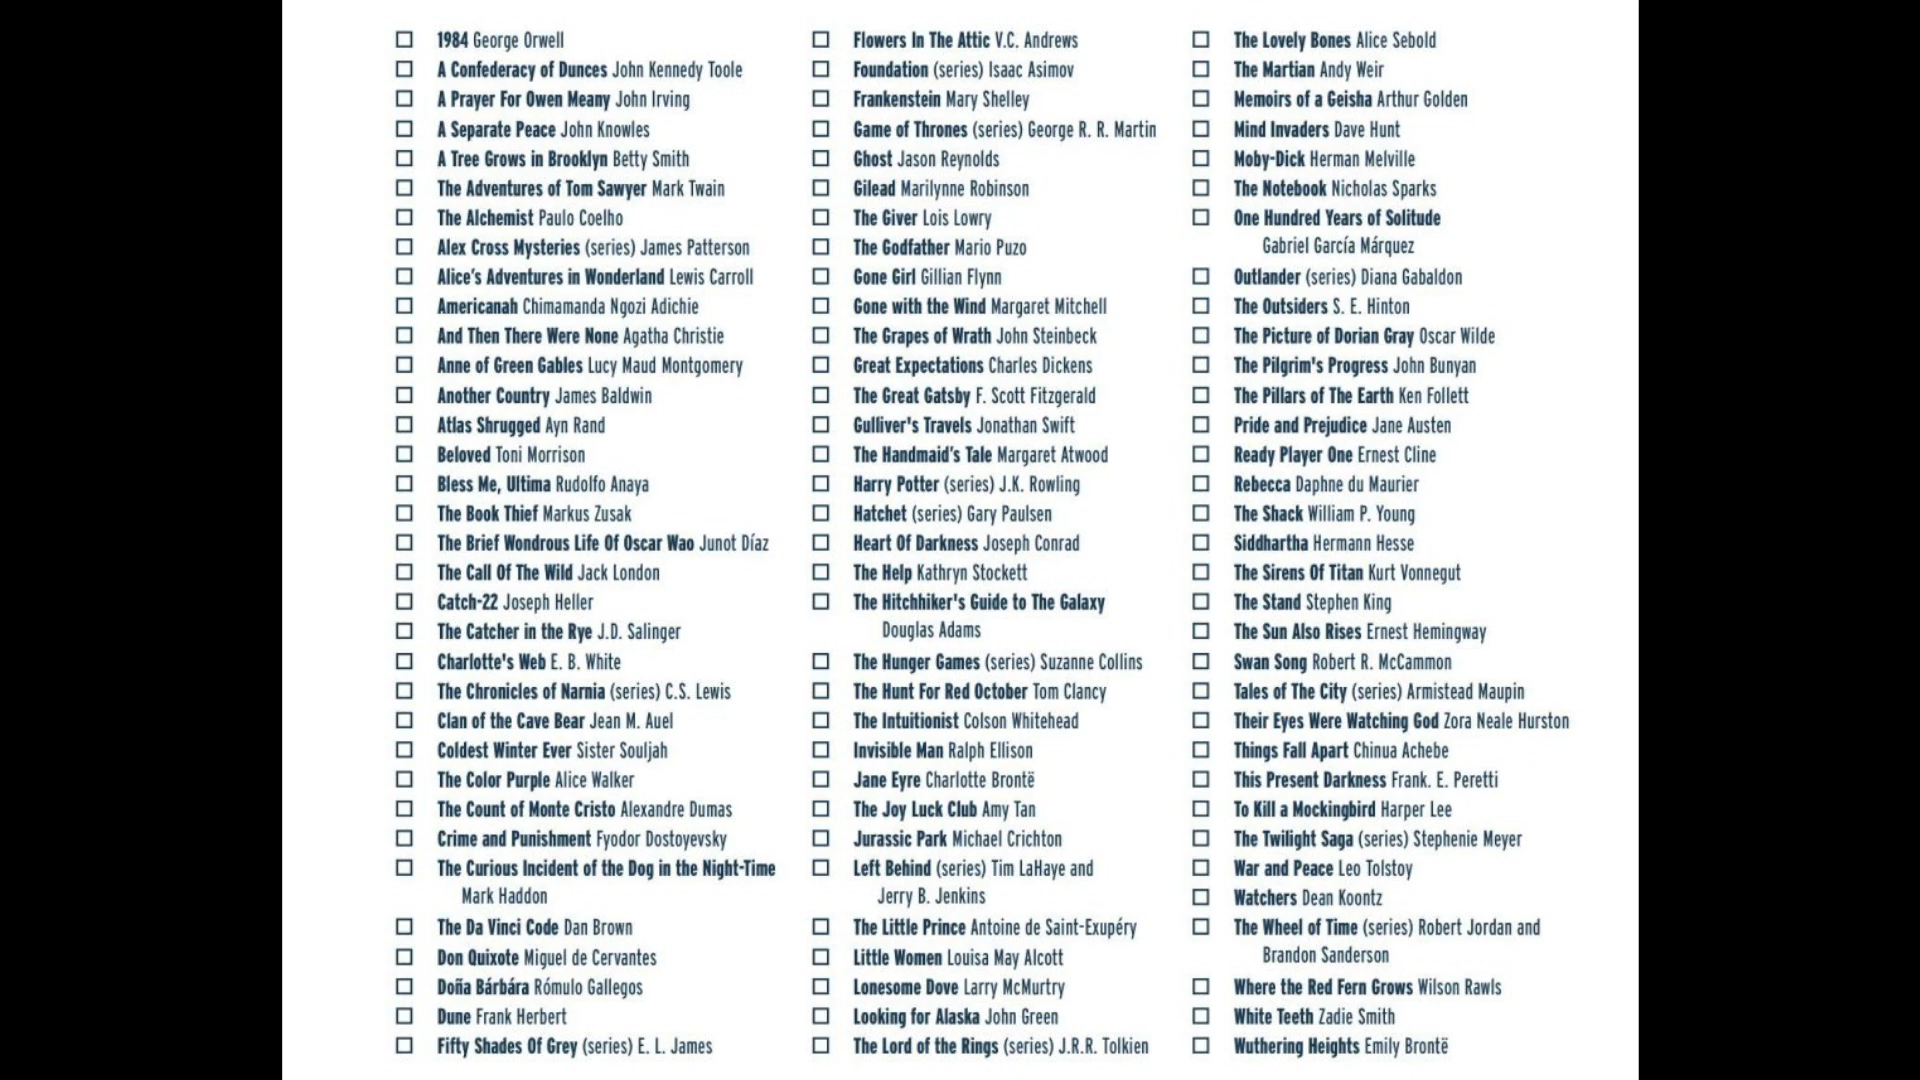 1984 George Orwell
A Confederacy of Dunces John Kennedy Toole
A Prayer For Owen Meany John Irving
A Separate Peace John Knowles
A Tree Grows in Brooklyn Betty Smith
The Adventures of Tom Sawyer Mark Twain
The Alchemist Paulo Coelho
Alex Cross Mysteries (series) James Patterson
Alice's Adventures in Wonderland Lewis Carroll
Americanah Chimamanda Ngozi Adichie
And Then There Were None Agatha Christie
Anne of Green Gables Lucy Maud Montgomery
Another Country James Baldwin
Atlas Shrugged Ayn Rand
Beloved Toni Morrison
Bless Me, Ultima Rudolfo Anaya
The Book Thief Markus Zusak
The Brief Wondrous Life Of Oscar Wao Junot Díaz
The Call Of The Wild Jack London
Catch-22 Joseph Heller
The Catcher in the Rye J.D. Salinger
Charlotte's Web E. B. White
The Chronicles of Narnia (series) C.S. Lewis
Clan of the Cave Bear Jean M. Auel
Coldest Winter Ever Sister Souljah
The Color Purple Alice Walker
The Count of Monte Cristo Alexandre Dumas
Crime and Punishment Fyodor Dostoyevsky
The Curious Incident of the Dog in the Night-Time
Mark Haddon
The Da Vinci Code Dan Brown
Don Quixote Miguel de Cervantes
Doña Bárbára Rómulo Gallegos
Dune Frank Herbert
Fifty Shades Of Grey (series) E. L. James
Flowers In The Attic V.C. Andrews
Foundation (series) Isaac Asimov
Frankenstein Mary Shelley
Game of Thrones (series) George R. R. Martin
Ghost Jason Reynolds
Gilead Marilynne Robinson
The Giver Lois Lowry
The Godfather Mario Puzo
Gone Girl Gillian Flynn
Gone with the Wind Margaret Mitchell
The Grapes of Wrath John Steinbeck
Great Expectations Charles Dickens
The Great Gatsby F. Scott Fitzgerald
Gulliver's Travels Jonathan Swift
The Handmaid's Tale Margaret Atwood
Harry Potter (series) J.K. Rowling
Hatchet (series) Gary Paulsen
Heart Of Darkness Joseph Conrad
The Help Kathryn Stockett
The Hitchhiker's Guide to The Galaxy
Douglas Adams
The Hunger Games (series) Suzanne Collins
The Hunt For Red October Tom Clancy
The Intuitionist Colson Whitehead
Invisible Man Ralph Ellison
Jane Eyre Charlotte Brontë
The Joy Luck Club Amy Tan
Jurassic Park Michael Crichton
Left Behind (series) Tim LaHaye and
Jerry B. Jenkins
The Little Prince Antoine de Saint-Exupéry
Little Women Louisa May Alcott
Lonesome Dove Larry McMurtry
Looking for Alaska John Green
The Lord of the Rings (series) J.R.R. Tolkien
The Lovely Bones Alice Sebold
The Martian Andy Weir
Memoirs of a Geisha Arthur Golden
Mind Invaders Dave Hunt
Moby-Dick Herman Melville
The Notebook Nicholas Sparks
One Hundred Years of Solitude
Gabriel García Márquez
Outlander (series) Diana Gabaldon
The Outsiders S. E. Hinton
The Picture of Dorian Gray Oscar Wilde
The Pilgrim's Progress John Bunyan
The Pillars of The Earth Ken Follett
Pride and Prejudice Jane Austen
Ready Player One Ernest Cline
Rebecca Daphne du Maurier
The Shack William P. Young
Siddhartha Hermann Hesse
The Sirens Of Titan Kurt Vonnegut
The Stand Stephen King
The Sun Also Rises Ernest Hemingway
Swan Song Robert R. McCammon
Tales of The City (series) Armistead Maupin
Their Eyes Were Watching God Zora Neale Hurston
Things Fall Apart Chinua Achebe
This Present Darkness Frank. E. Peretti
To Kill a Mockingbird Harper Lee
The Twilight Saga (series) Stephenie Meyer
War and Peace Leo Tolstoy
Watchers Dean Koontz
The Wheel of Time (series) Robert Jordan and
Brandon Sanderson
Where the Red Fern Grows Wilson Rawls
White Teeth Zadie Smith
Wuthering Heights Emily Brontë